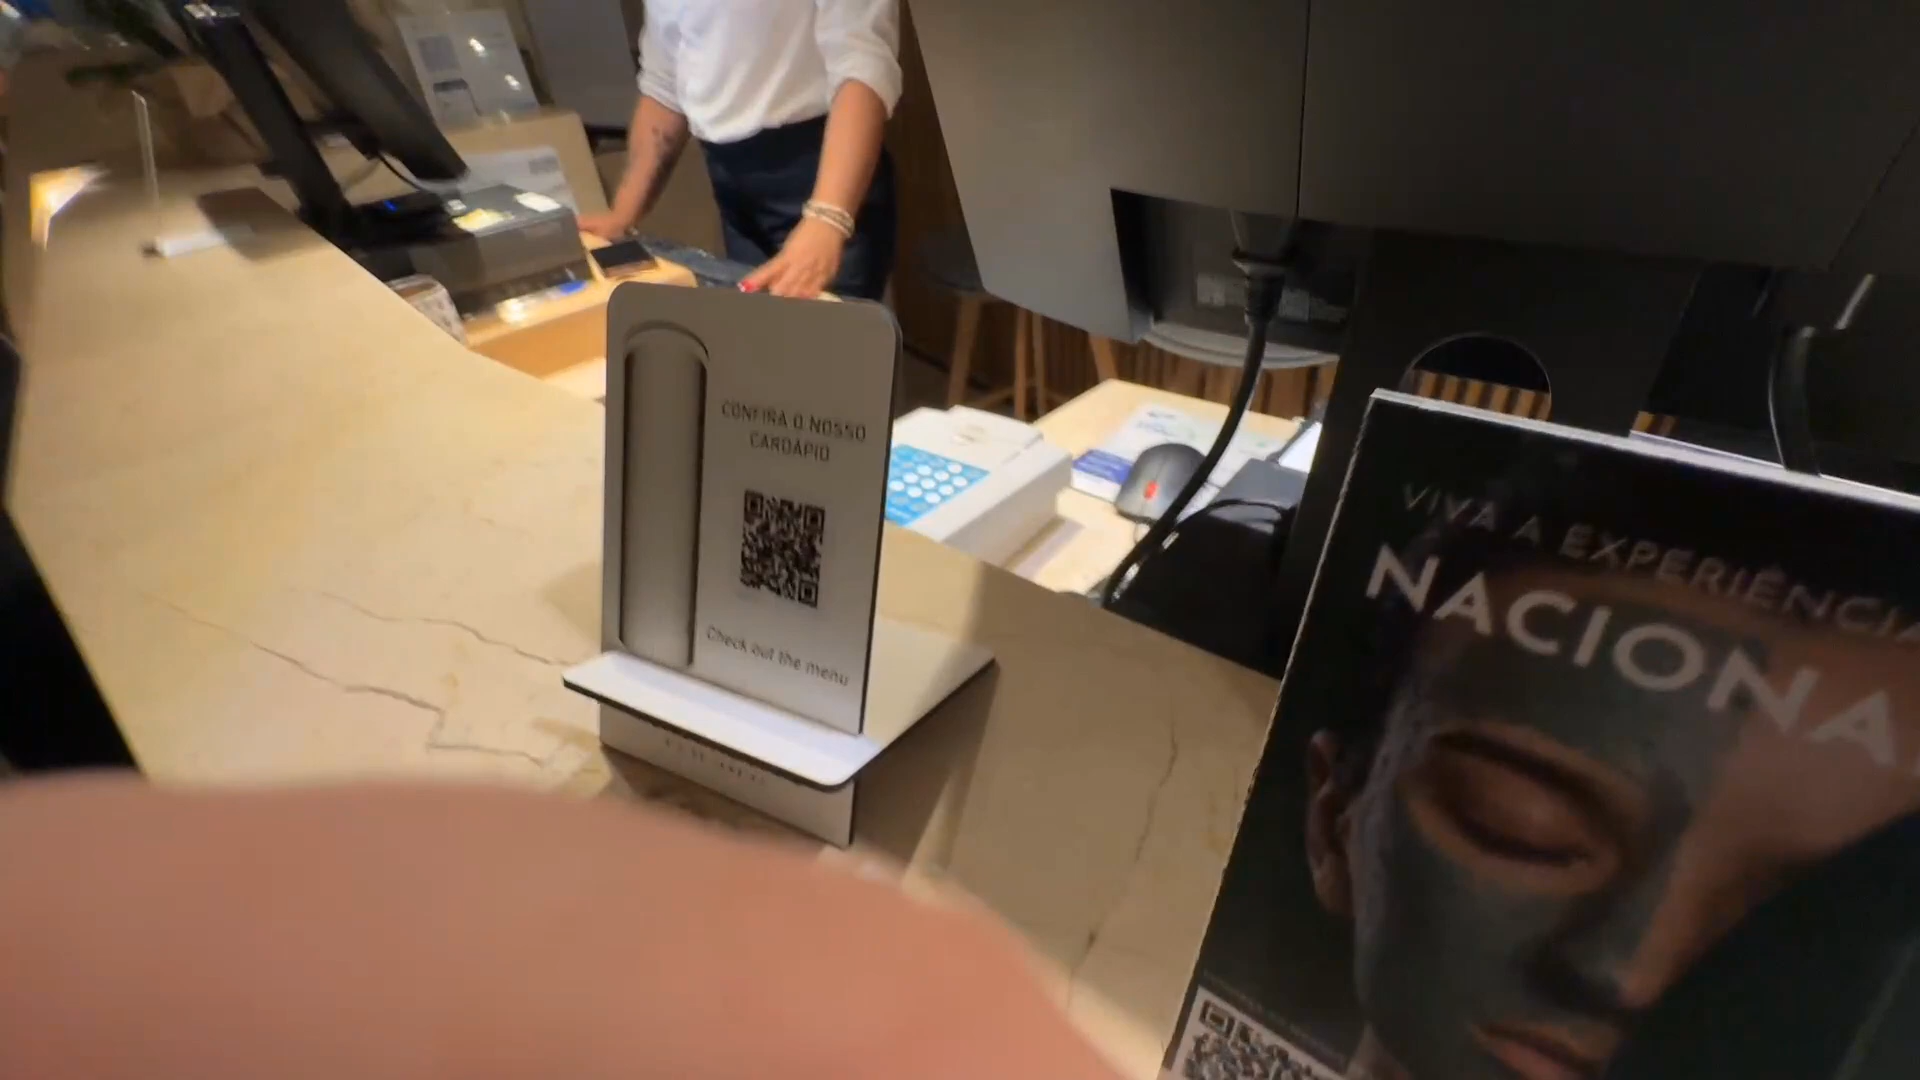 CONFIRA O NOSSO
CARDÁPIO
Check out the menu
VIVA A EXPERIÊNCIA
NACIONA